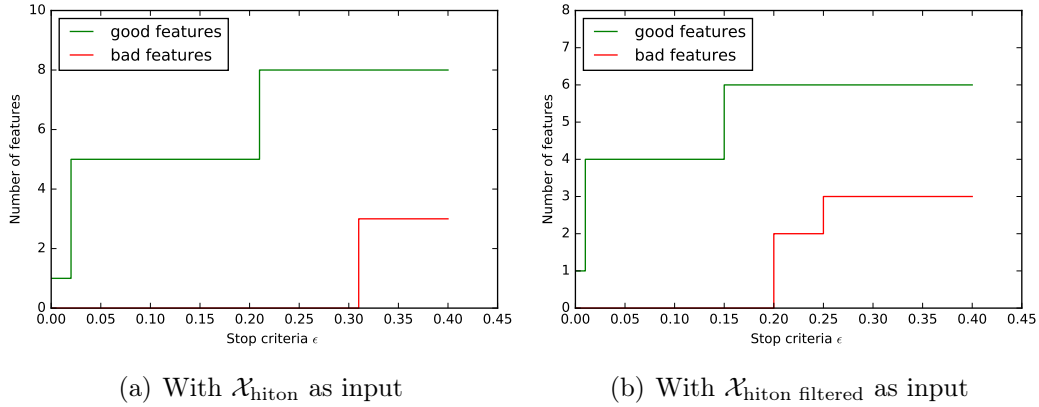 10
8
6
4
2
0
Number of features
good features
bad features
0.00 0.05 0.10 0.15 0.20 0.25 0.30 0.35 0.40 0.45
Stop criteria ϵ
(a) With 𝒳hiton as input
8
7
6
5
4
3
2
1
0
Number of features
good features
bad features
0.00 0.05 0.10 0.15 0.20 0.25 0.30 0.35 0.40 0.45
Stop criteria ϵ
(b) With 𝒳hiton filtered as input